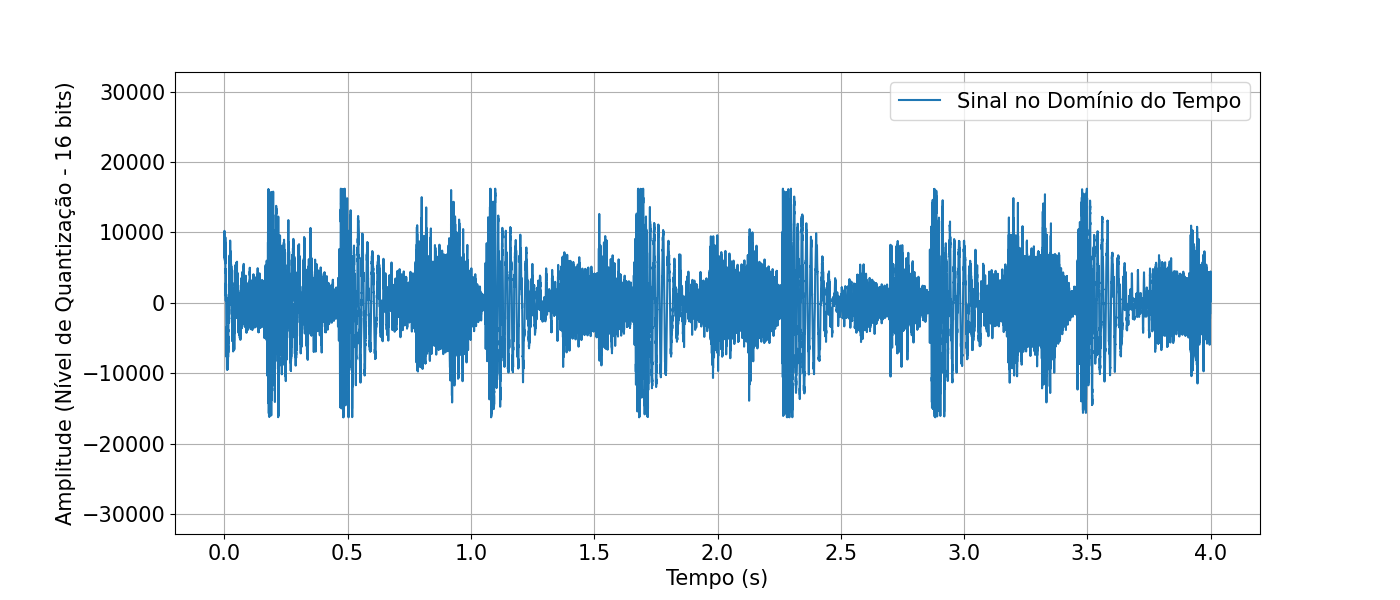 Amplitude (Nível de Quantização - 16 bits)
30000
20000
10000
0
−10000
−20000
−30000
Sinal no Domínio do Tempo
0.0 0.5 1.0 1.5 2.0 2.5 3.0 3.5 4.0
Tempo (s)